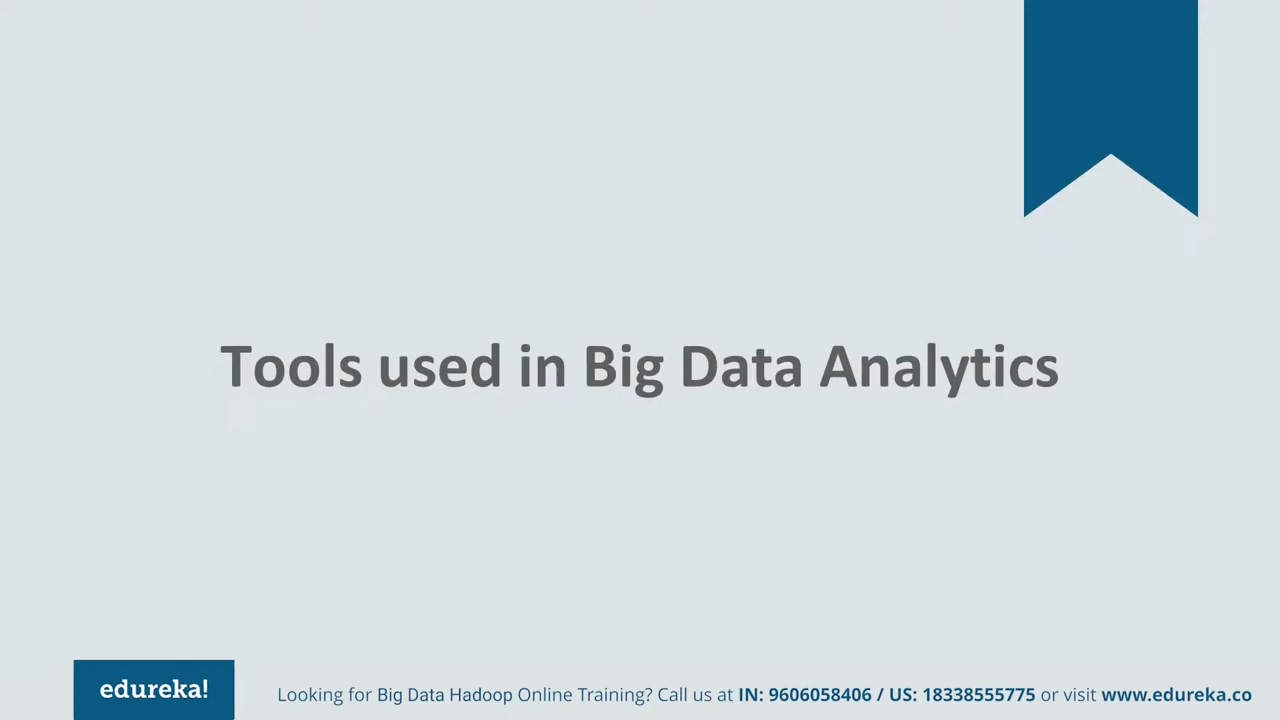 Tools used in Big Data Analytics
edureka!
Looking for Big Data Hadoop Online Training? Call us at IN: 9606058406 / US: 18338555775 or visit www.edureka.co